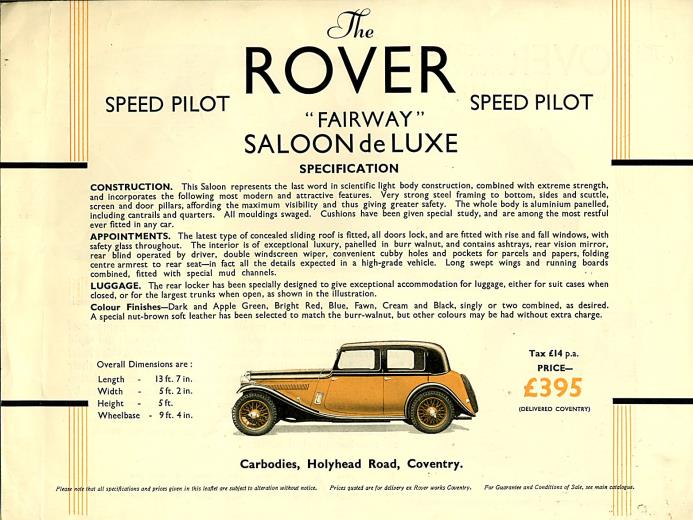 The
ROVER
SPEED PILOT
SPEED PILOT
"FAIRWAY"
SALOON de LUXE
SPECIFICATION
CONSTRUCTION. This Saloon represents the last word in scientific light body construction, combined with extreme strength,
and incorporates the following most modern and attractive features. Very strong steel framing to bottom, sides and scuttle,
screen and door pillars, affording the maximum visibility and thus giving greater safety. The whole body is aluminium panelled,
including cantrails and quarters. All mouldings swaged. Cushions have been given special study, and are among the most restful
ever fitted in any car.
APPOINTMENTS. The latest type of concealed sliding roof is fitted, all doors lock, and are fitted with rise and fall windows, with
safety glass throughout. The interior is of exceptional luxury, panelled in burr walnut, and contains ashtrays, rear vision mirror,
rear blind operated by driver, double windscreen wiper, convenient cubby holes and pockets for parcels and papers, folding
centre armrest to rear seat—in fact all the details expected in a high-grade vehicle. Long swept wings and running boards
combined, fitted with special mud channels.
LUGGAGE. The rear locker has been specially designed to give exceptional accommodation for luggage, either for suit cases when
closed, or for the largest trunks when open, as shown in the illustration.
Colour Finishes—Dark and Apple Green, Bright Red, Blue, Fawn, Cream and Black, singly or two combined, as desired.
A special nut-brown soft leather has been selected to match the burr-walnut, but other colours may be had without extra charge.
Overall Dimensions are :
Length - 13 ft. 7 in.
Width - 5 ft. 2 in.
Height - 5 ft.
Wheelbase - 9 ft. 4 in.
Tax £14 p.a.
PRICE—
£395
(DELIVERED COVENTRY)
Carbodies, Holyhead Road, Coventry.
Please note that all specifications and prices given in this leaflet are subject to alteration without notice. Prices quoted are for delivery ex Rover works Coventry. For Guarantee and Conditions of Sale, see main catalogue.